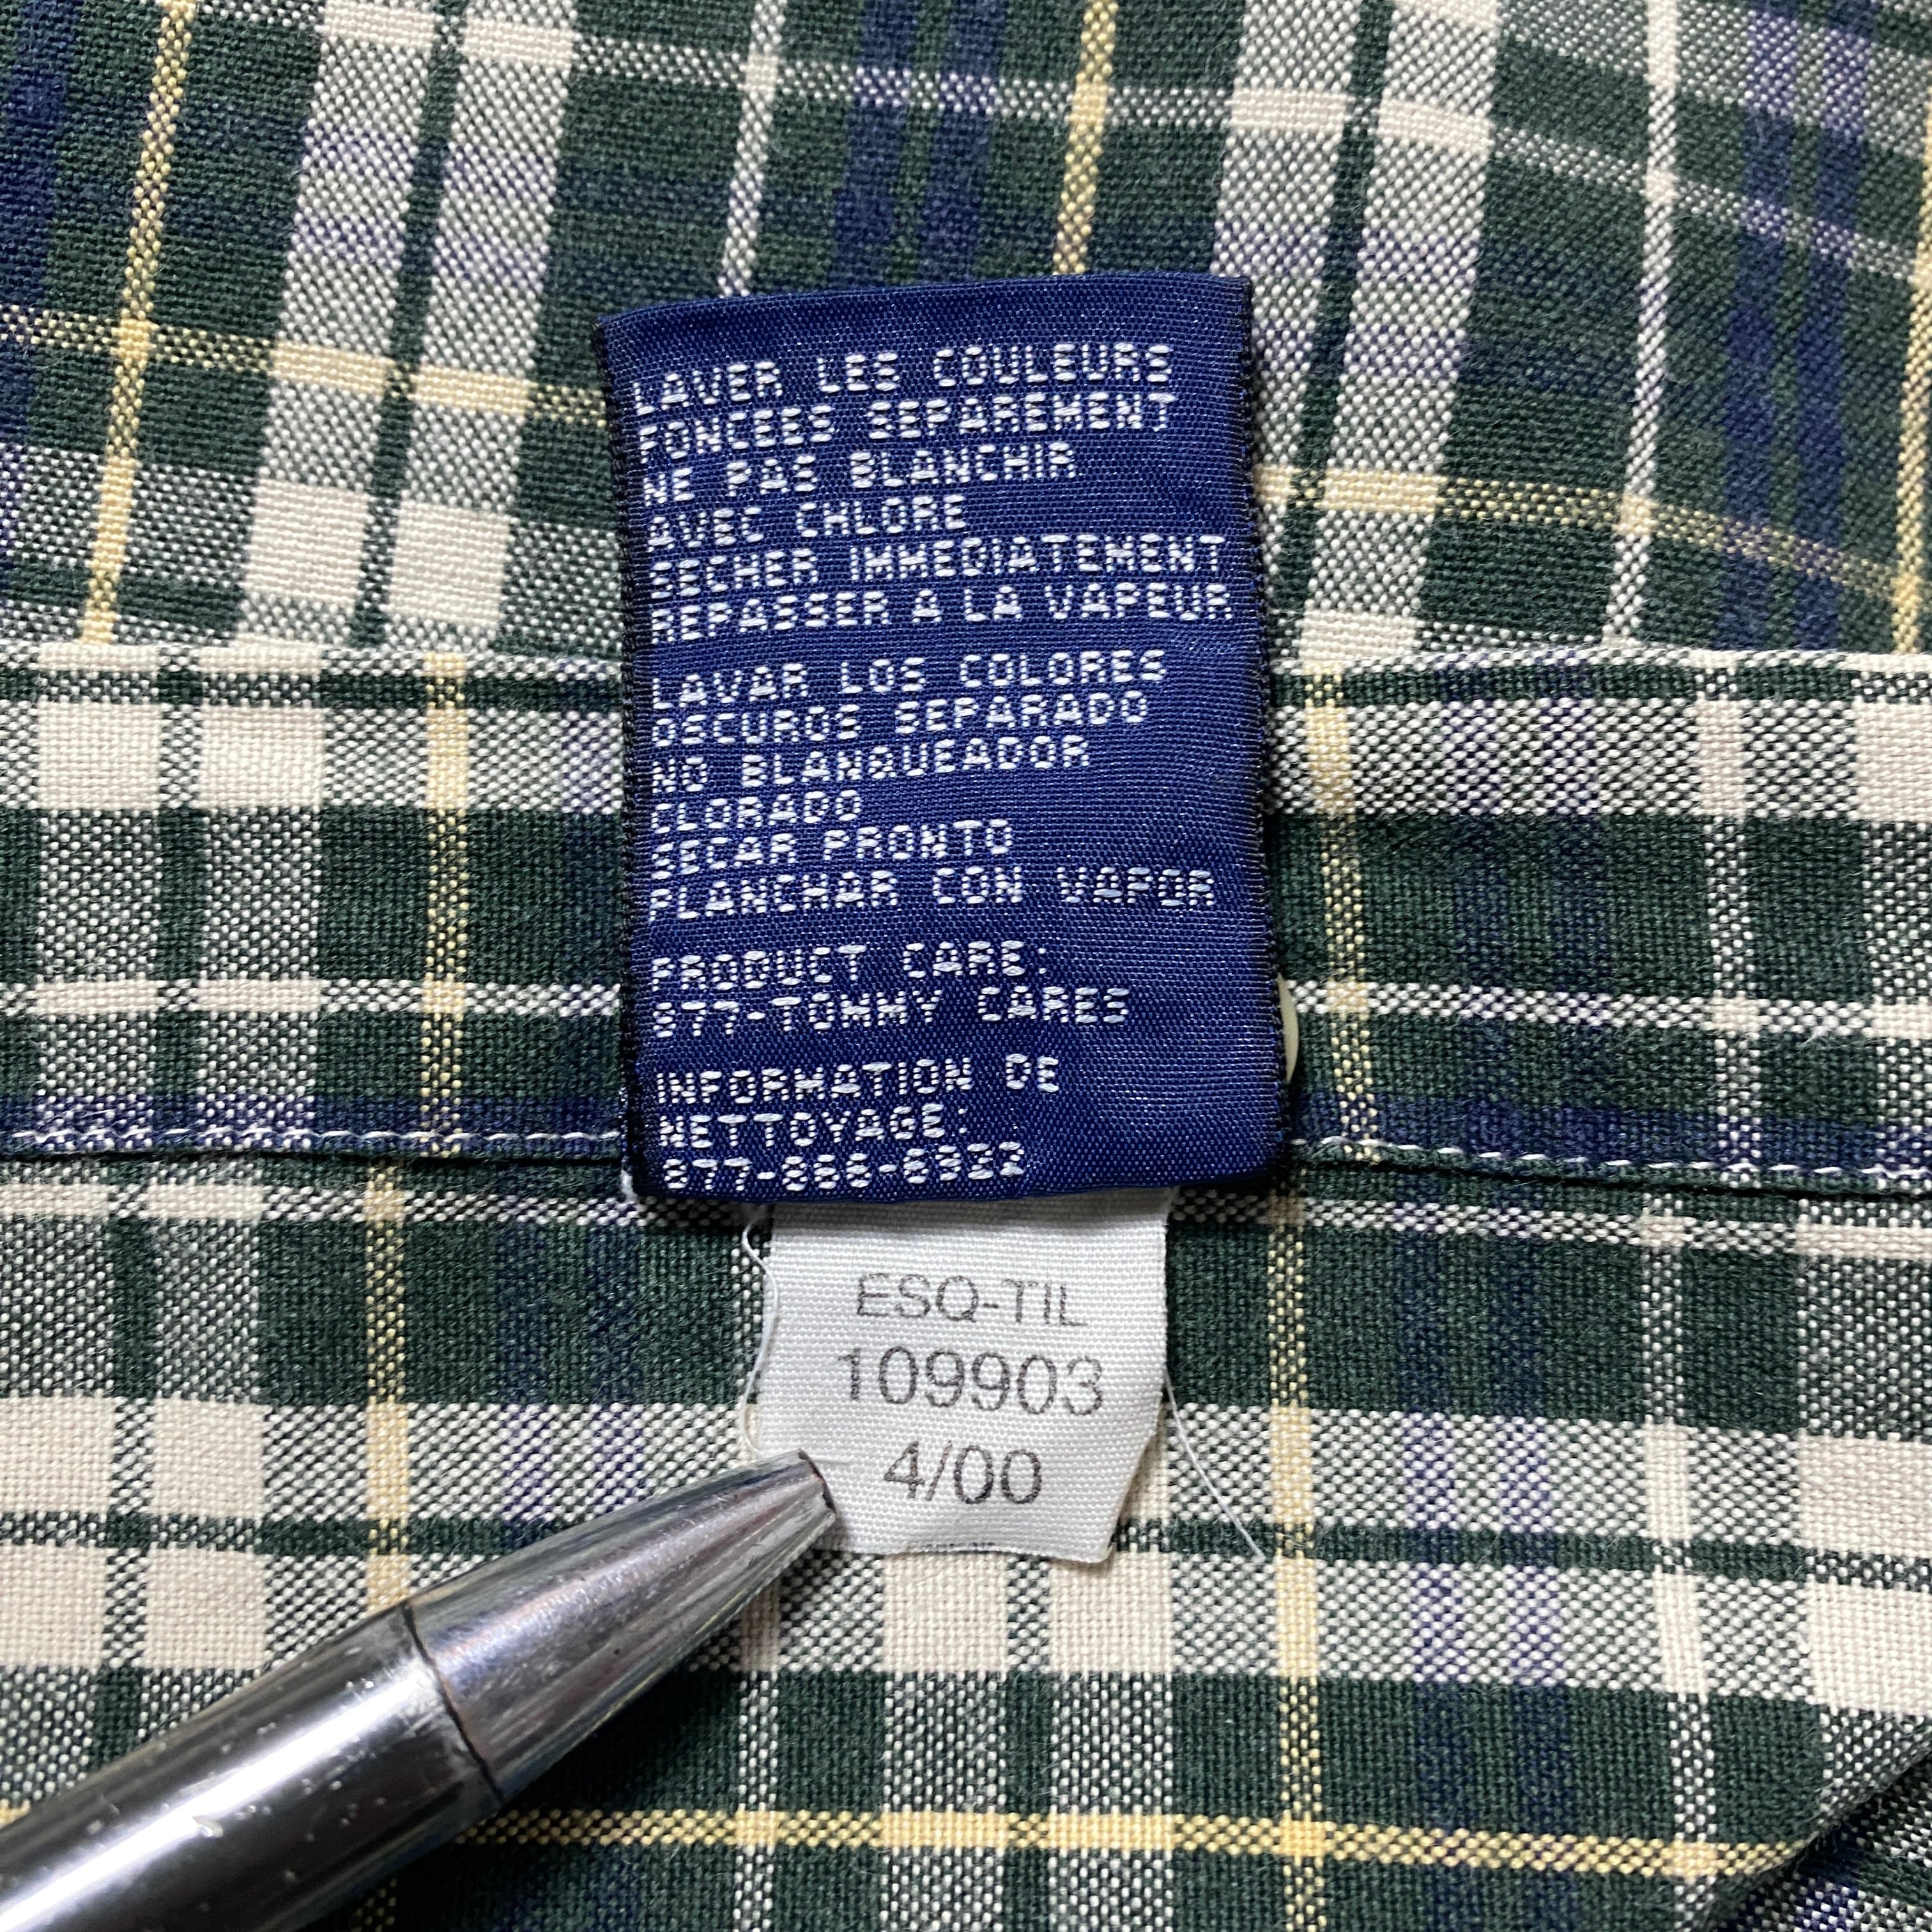 LAVER LES COULEURS
FONCEES SEPAREMENT
NE PAS BLANCHIR
AVEC CHLORE
SECHER IMMEDIATEMENT
REPASSER A LA VAPEUR
LAVAR LOS COLORES
OSCUROS SEPARADO
NO BLANQUEADOR
CLORADO
SECAR PRONTO
PLANCHAR CON VAPOR
PRODUCT CARE:
877-TOMMY CARES
INFORMATION DE
NETTOYAGE:
877-866-6922
ESQ-TIL
109903
4/00